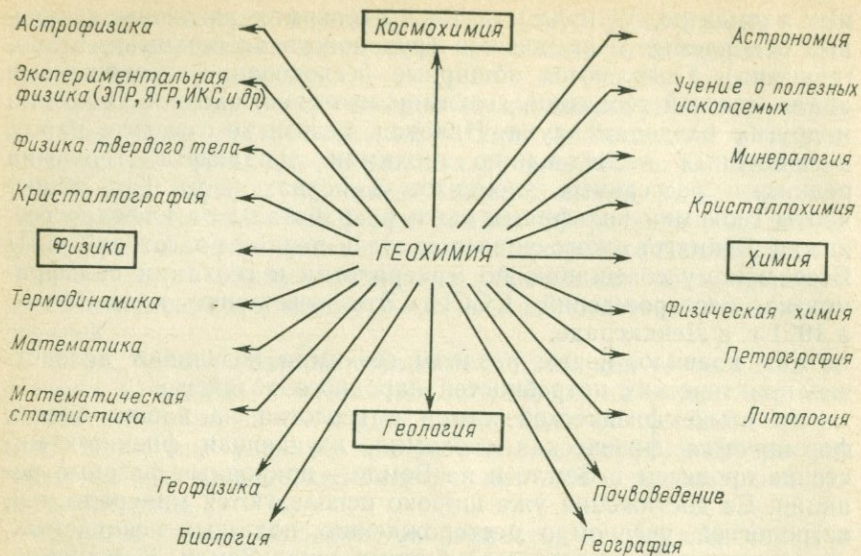 Космохимия
Астрофизика
Экспериментальная
физика (ЭПР, ЯГР, ИКС и др)
Физика твердого тела
Кристаллография
Физика
Термодинамика
Математика
Математическая
статистика
Геофизика
Биология
ГЕОХИМИЯ
Геология
Астрономия
Учение о полезных
ископаемых
Минералогия
Кристаллохимия
Химия
Физическая химия
Петрография
Литология
Почвоведение
География